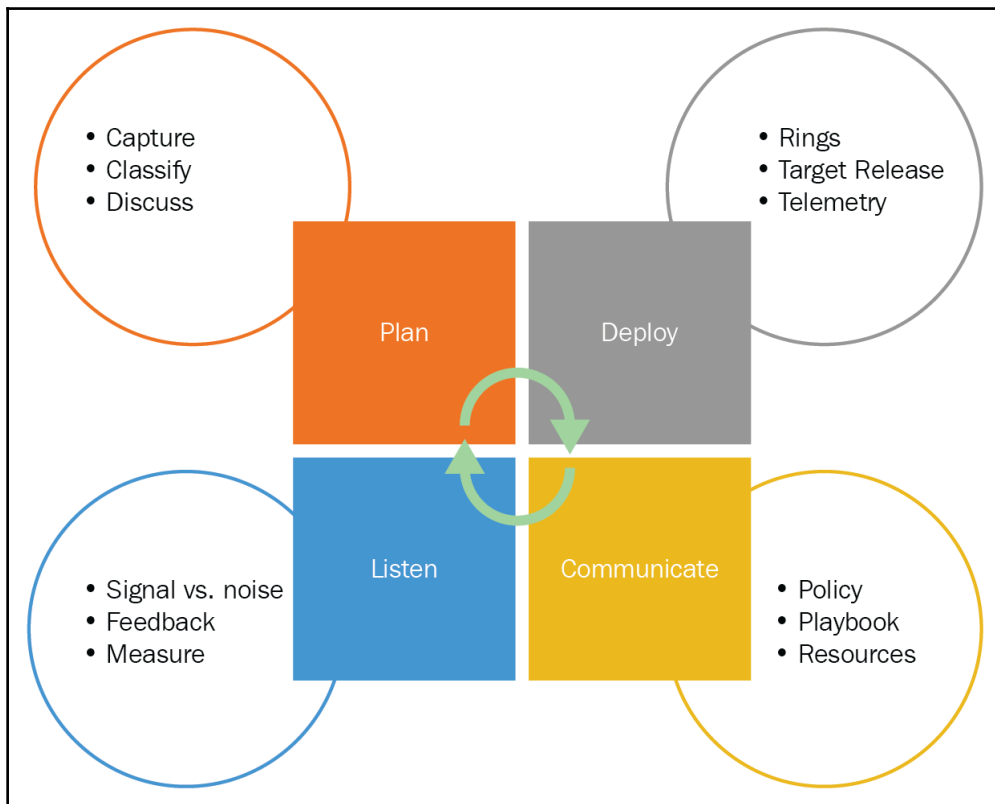 • Capture
• Classify
• Discuss
• Rings
• Target Release
• Telemetry
Plan
Deploy
Listen
Communicate
• Signal vs. noise
• Feedback
• Measure
• Policy
• Playbook
• Resources